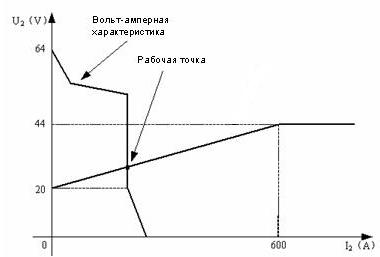 U₂ (V)
Вольт-амперная
характеристика
64
Рабочая точка
44
20
0
600
I₂ (A)